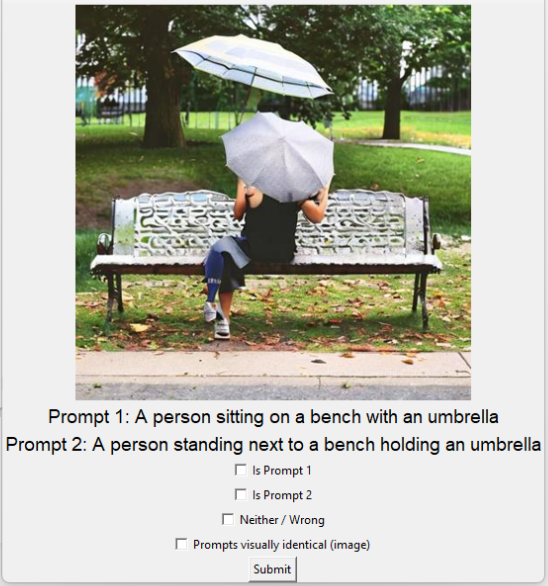 Prompt 1: A person sitting on a bench with an umbrella
Prompt 2: A person standing next to a bench holding an umbrella
Is Prompt 1
Is Prompt 2
Neither / Wrong
Prompts visually identical (image)
Submit